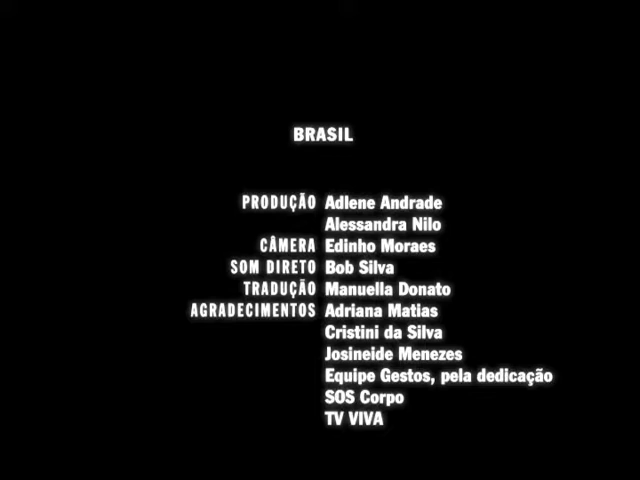 BRASIL
PRODUÇÃO Adlene Andrade
Alessandra Nilo
CÂMERA Edinho Moraes
SOM DIRETO Bob Silva
TRADUÇÃO Manuella Donato
AGRADECIMENTOS Adriana Matias
Cristini da Silva
Josineide Menezes
Equipe Gestos, pela dedicação
SOS Corpo
TV VIVA